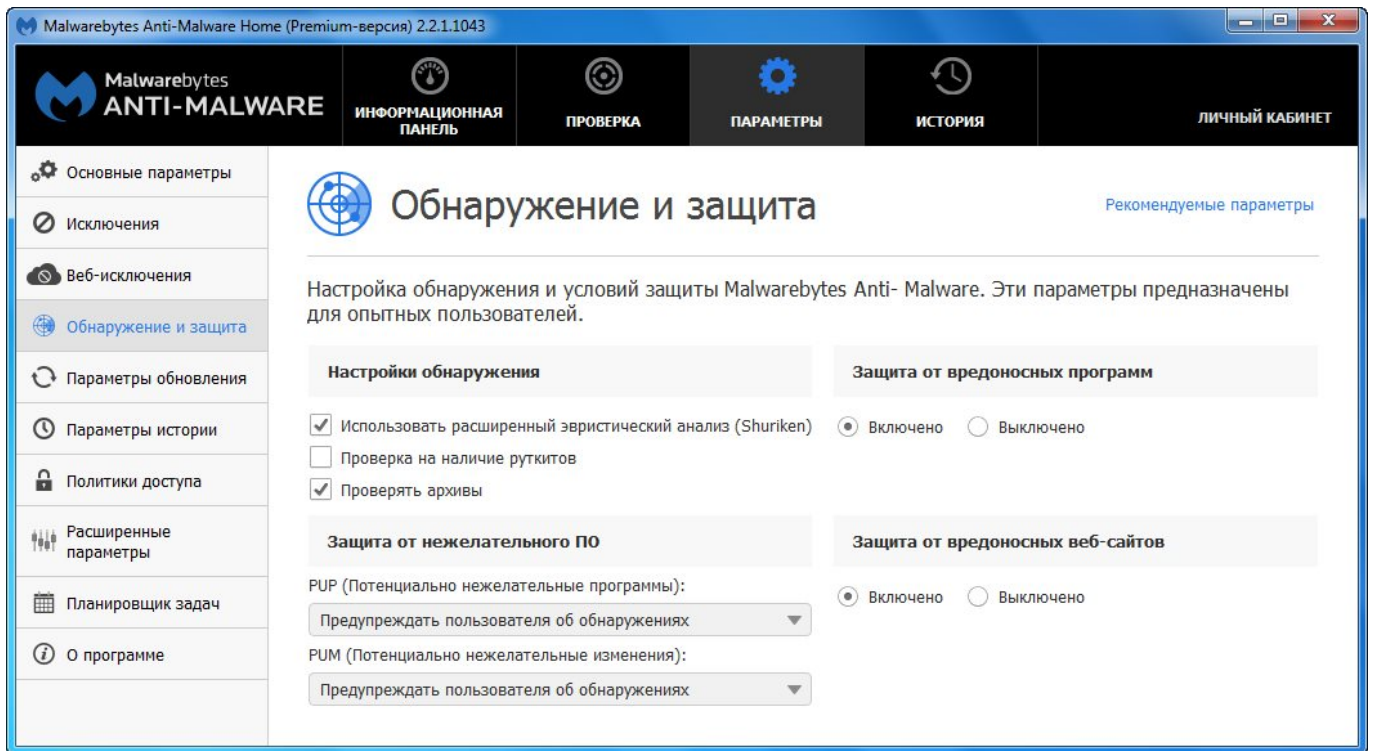 Malwarebytes Anti-Malware Home (Premium-версия) 2.2.1.1043
Malwarebytes
ANTI-MALWARE
ИНФОРМАЦИОННАЯ
ПАНЕЛЬ
ПРОВЕРКА
ПАРАМЕТРЫ
ИСТОРИЯ
ЛИЧНЫЙ КАБИНЕТ
Основные параметры
Исключения
Веб-исключения
Обнаружение и защита
Параметры обновления
Параметры истории
Политики доступа
Расширенные
параметры
Планировщик задач
О программе
Обнаружение и защита
Рекомендуемые параметры
Настройка обнаружения и условий защиты Malwarebytes Anti- Malware. Эти параметры предназначены
для опытных пользователей.
Настройки обнаружения
Использовать расширенный эвристический анализ (Shuriken)
Проверка на наличие руткитов
Проверять архивы
Защита от вредоносных программ
Включено Выключено
Защита от нежелательного ПО
PUP (Потенциально нежелательные программы):
Предупреждать пользователя об обнаружениях
PUM (Потенциально нежелательные изменения):
Предупреждать пользователя об обнаружениях
Защита от вредоносных веб-сайтов
Включено Выключено